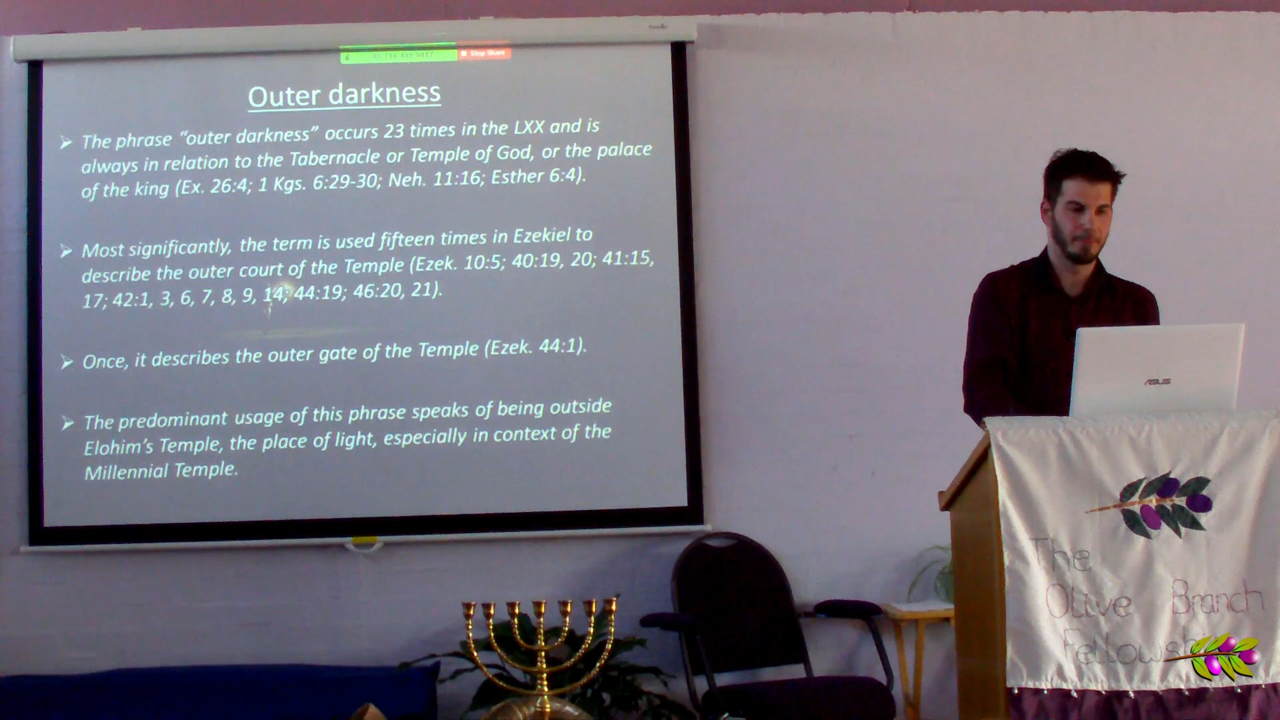 Stop Share
Outer darkness
➢ The phrase “outer darkness” occurs 23 times in the LXX and is
always in relation to the Tabernacle or Temple of God, or the palace
of the king (Ex. 26:4; 1 Kgs. 6:29-30; Neh. 11:16; Esther 6:4).
➢ Most significantly, the term is used fifteen times in Ezekiel to
describe the outer court of the Temple (Ezek. 10:5; 40:19, 20; 41:15,
17; 42:1, 3, 6, 7, 8, 9, 14; 44:19; 46:20, 21).
➢ Once, it describes the outer gate of the Temple (Ezek. 44:1).
➢ The predominant usage of this phrase speaks of being outside
Elohim’s Temple, the place of light, especially in context of the
Millennial Temple.
ASUS
The
Olive Branch